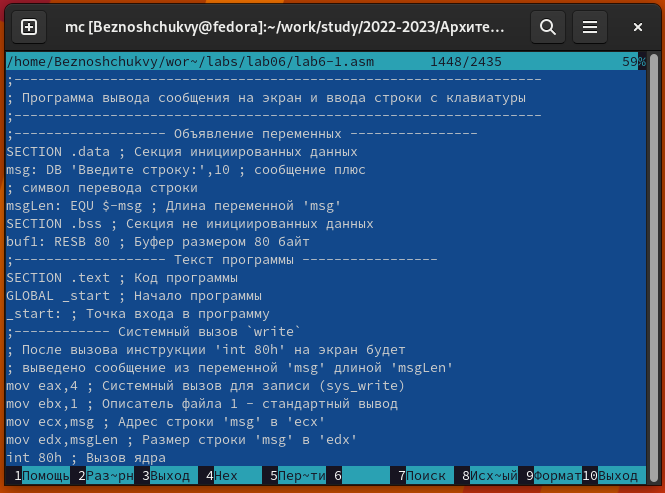 mc [Beznoshchukvy@fedora]:~/work/study/2022-2023/Архите…
/home/Beznoshchukvy/wor~/labs/lab06/lab6-1.asm 1448/2435 59%
;------------------------------------------------------------------
; Программа вывода сообщения на экран и ввода строки с клавиатуры
;------------------------------------------------------------------
;------------------- Объявление переменных ----------------
SECTION .data ; Секция инициированных данных
msg: DB 'Введите строку:',10 ; сообщение плюс
; символ перевода строки
msgLen: EQU $-msg ; Длина переменной 'msg'
SECTION .bss ; Секция не инициированных данных
buf1: RESB 80 ; Буфер размером 80 байт
;------------------- Текст программы -----------------
SECTION .text ; Код программы
GLOBAL _start ; Начало программы
_start: ; Точка входа в программу
;------------ Системный вызов `write`
; После вызова инструкции 'int 80h' на экран будет
; выведено сообщение из переменной 'msg' длиной 'msgLen'
mov eax,4 ; Системный вызов для записи (sys_write)
mov ebx,1 ; Описатель файла 1 - стандартный вывод
mov ecx,msg ; Адрес строки 'msg' в 'ecx'
mov edx,msgLen ; Размер строки 'msg' в 'edx'
int 80h ; Вызов ядра
1Помощь 2Раз~рн 3Выход 4Hex 5Пер~ти 6 7Поиск 8Исх~ый 9Формат 10Выход